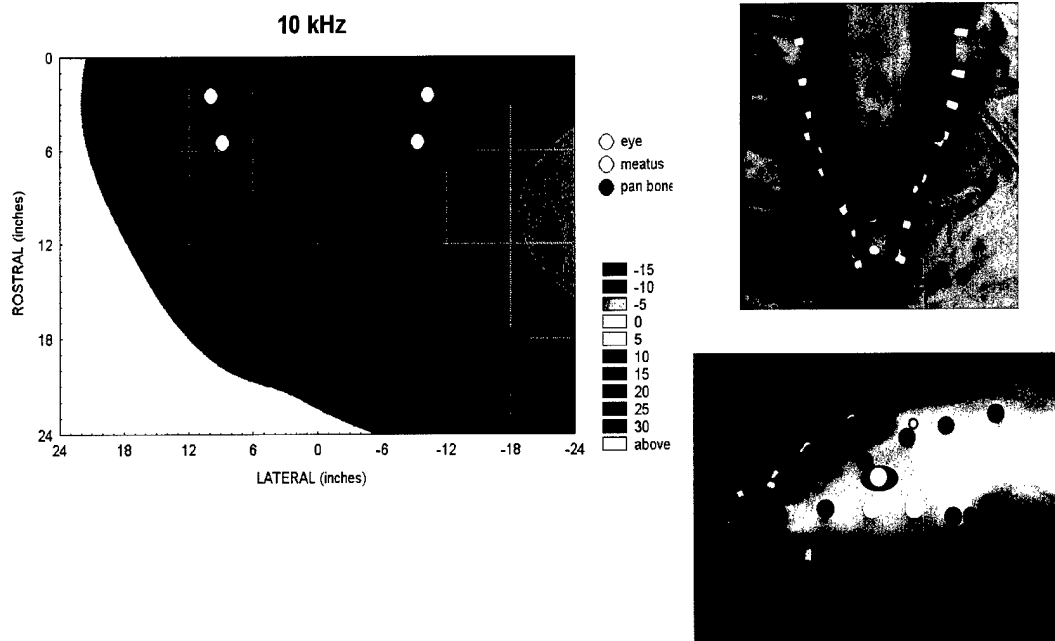 10 kHz
0
6
12
18
24
ROSTRAL (inches)
24 18 12 6 0 -6 -12 -18 -24
LATERAL (inches)
eye
meatus
pan bone
-15
-10
-5
0
5
10
15
20
25
30
above